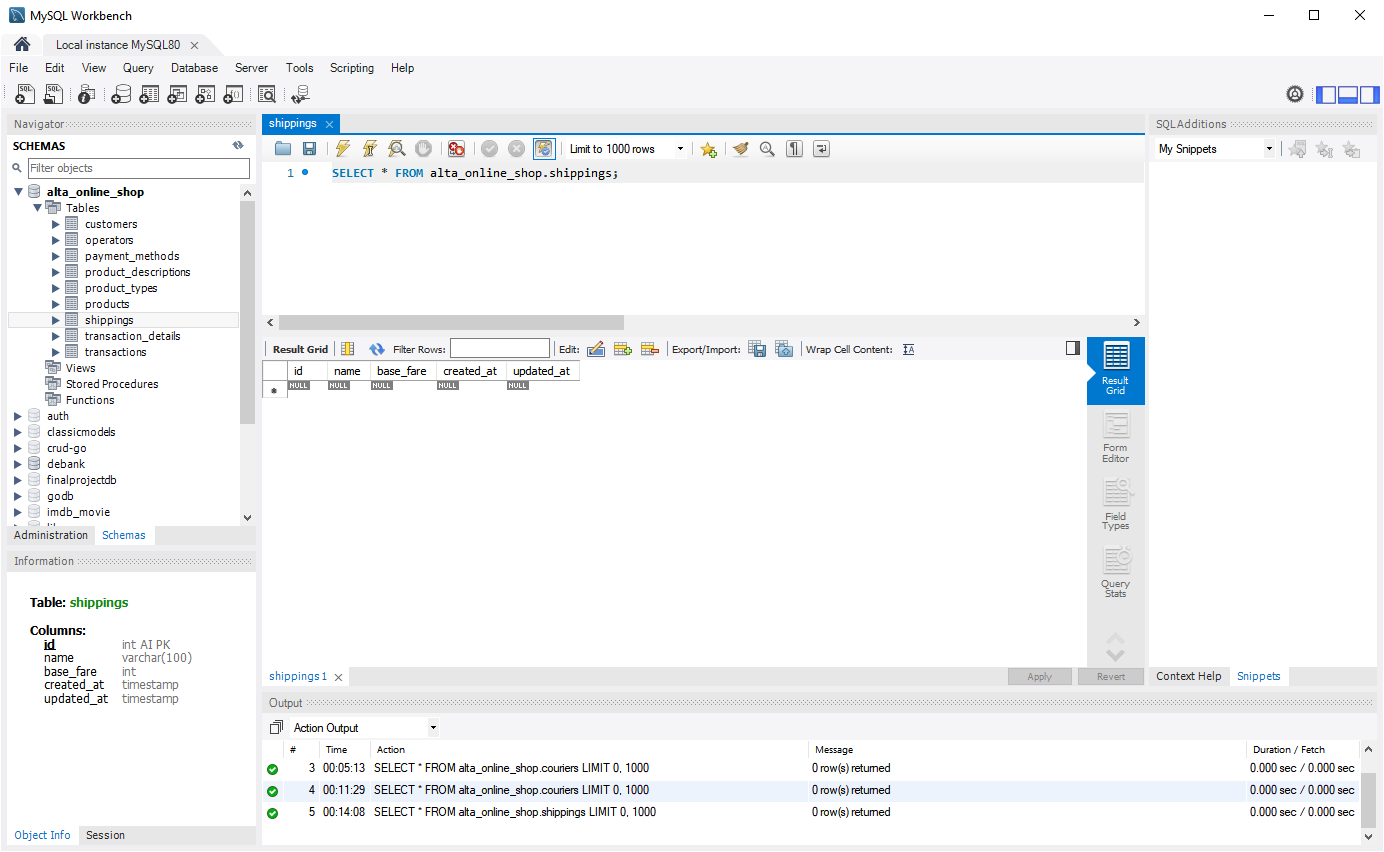 MySQL Workbench
Local instance MySQL80
File Edit View Query Database Server Tools Scripting Help
Navigator
SCHEMAS
Filter objects
alta_online_shop
Tables
customers
operators
payment_methods
product_descriptions
product_types
products
shippings
transaction_details
transactions
Views
Stored Procedures
Functions
auth
classicmodels
crud-go
debank
finalprojectdb
godb
imdb_movie
Administration Schemas
Information
Table: shippings
Columns:
id int AI PK
name varchar(100)
base_fare int
created_at timestamp
updated_at timestamp
Object Info Session
shippings
Limit to 1000 rows
1 SELECT * FROM alta_online_shop.shippings;
Result Grid Filter Rows: Edit: Export/Import: Wrap Cell Content:
id name base_fare created_at updated_at
NULL NULL NULL NULL NULL
Result
Grid
Form
Editor
Field
Types
Query
Stats
shippings 1 Apply Revert
SQLAdditions
My Snippets
Context Help Snippets
Output
Action Output
# Time Action Message Duration / Fetch
3 00:05:13 SELECT * FROM alta_online_shop.couriers LIMIT 0, 1000 0 row(s) returned 0.000 sec / 0.000 sec
4 00:11:29 SELECT * FROM alta_online_shop.couriers LIMIT 0, 1000 0 row(s) returned 0.000 sec / 0.000 sec
5 00:14:08 SELECT * FROM alta_online_shop.shippings LIMIT 0, 1000 0 row(s) returned 0.000 sec / 0.000 sec